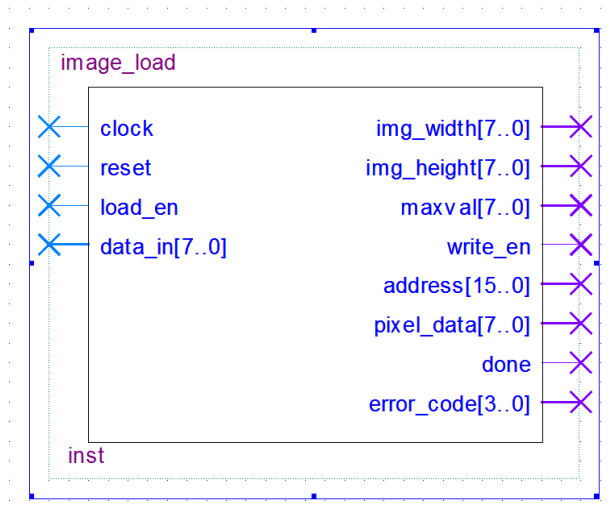 image_load
clock
reset
load_en
data_in[7..0]
img_width[7..0]
img_height[7..0]
maxval[7..0]
write_en
address[15..0]
pixel_data[7..0]
done
error_code[3..0]
inst